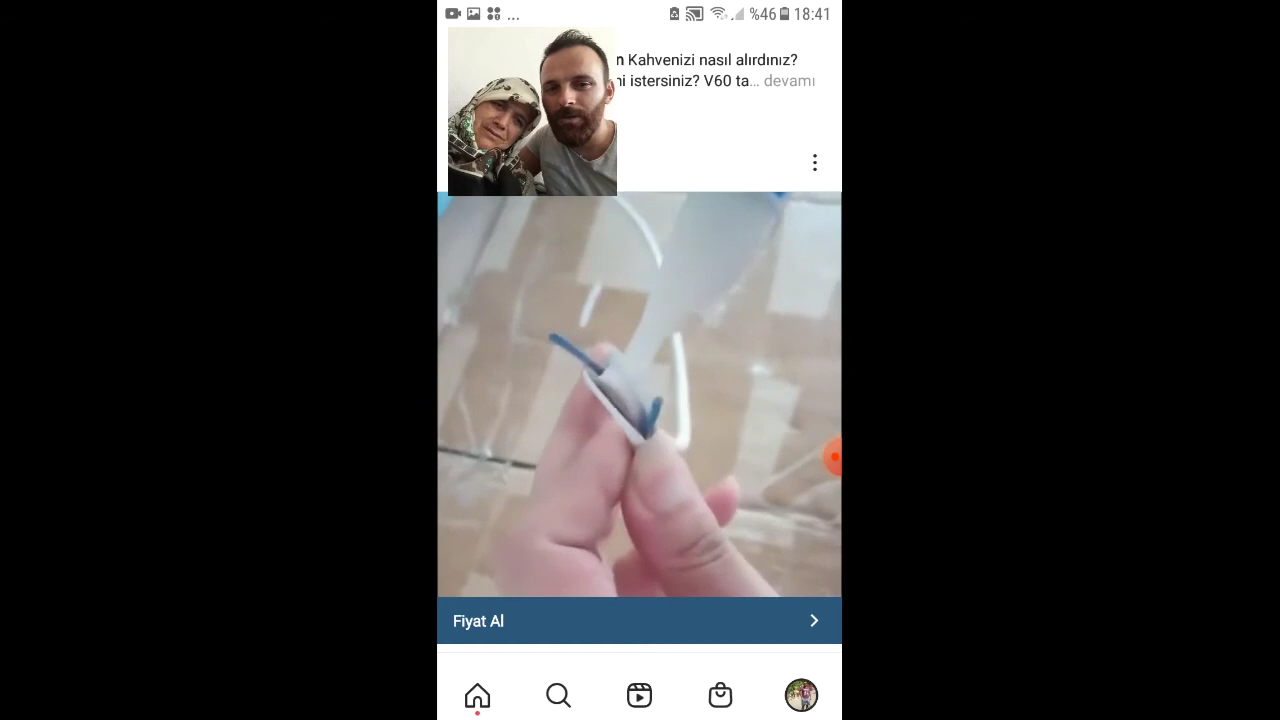 ... %46 18:41
n Kahvenizi nasıl alırdınız?
ni istersiniz? V60 ta... devamı
Fiyat Al